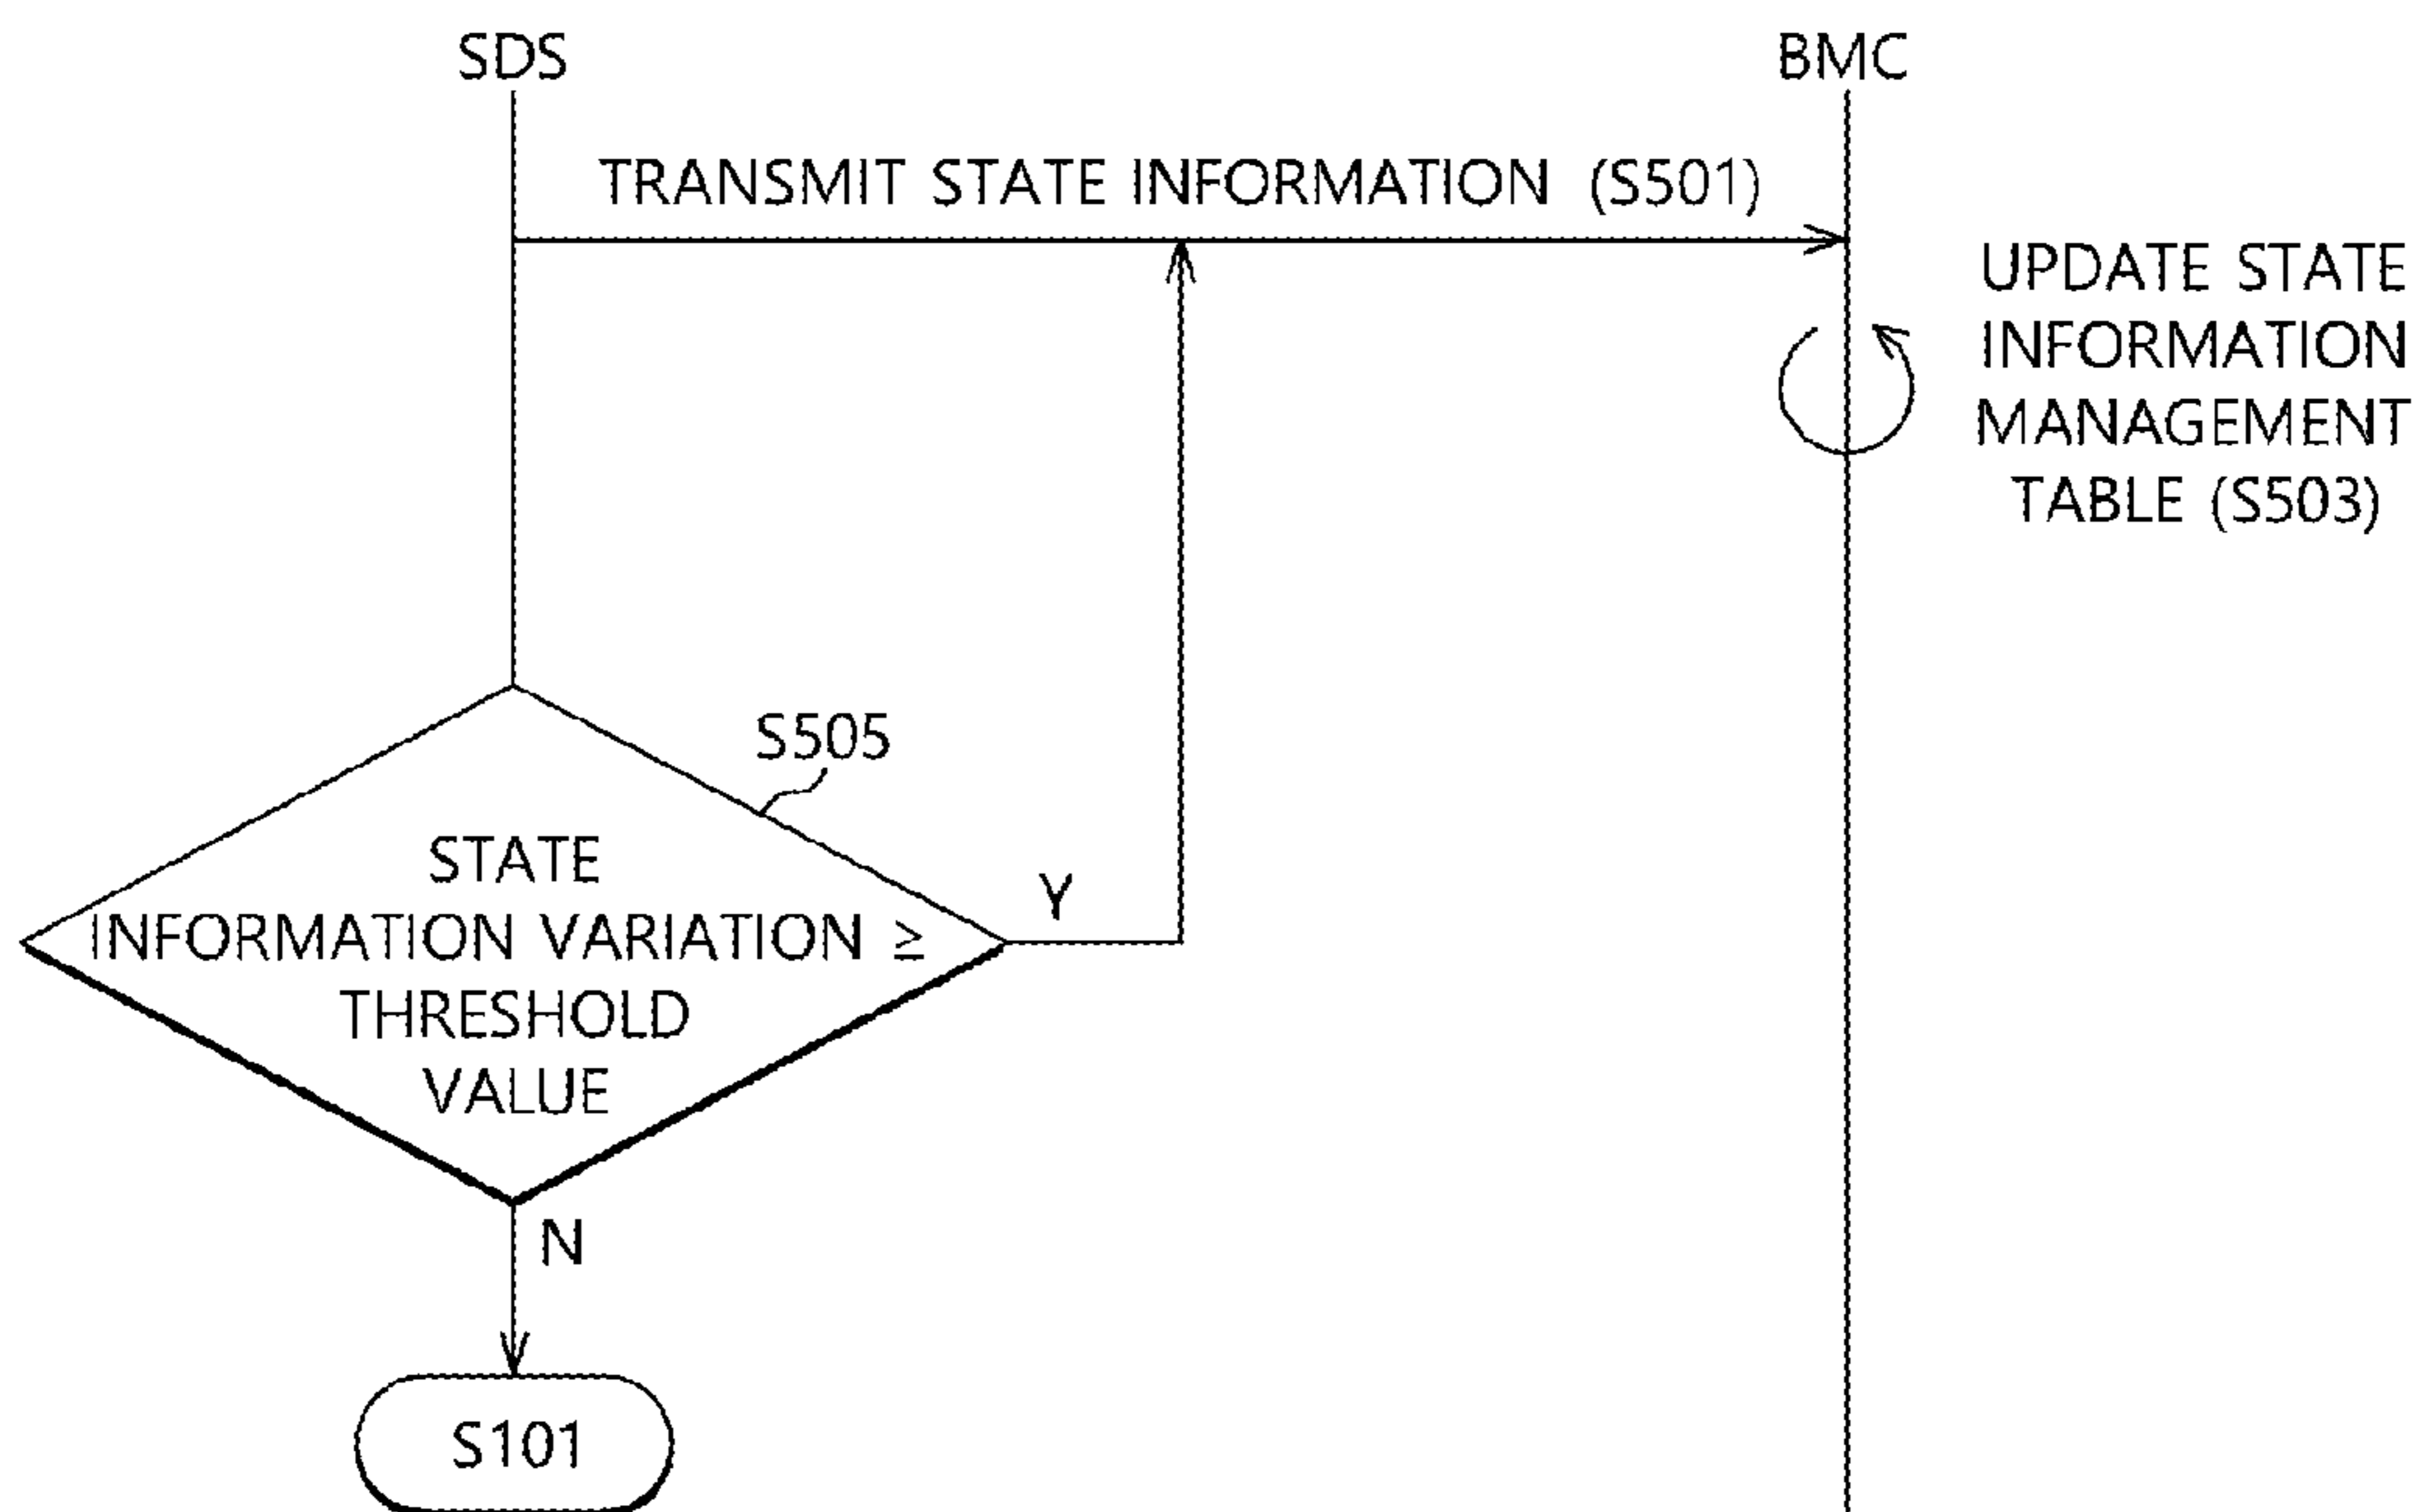 SDS
BMC
TRANSMIT STATE INFORMATION (S501)
UPDATE STATE
INFORMATION
MANAGEMENT
TABLE (S503)
S505
STATE
INFORMATION VARIATION ≥
THRESHOLD
VALUE
Y
N
S101